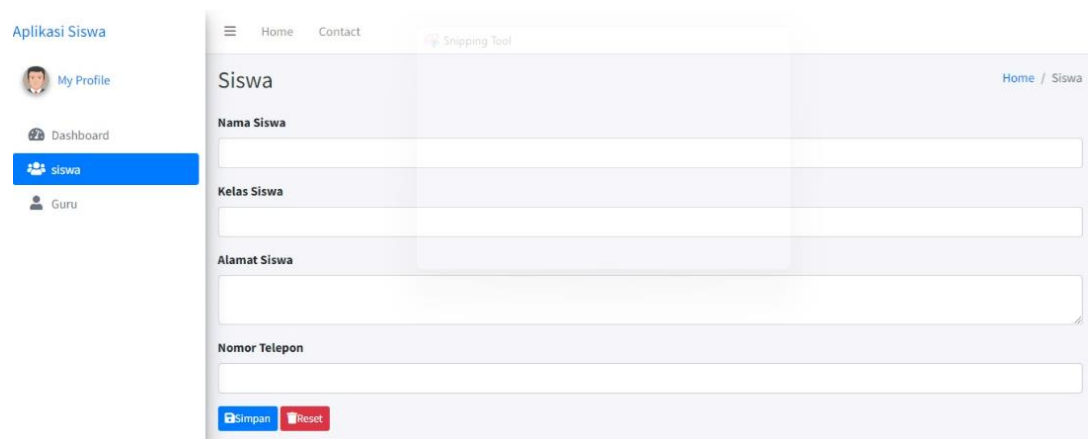 Aplikasi Siswa
Home Contact
Snipping Tool
My Profile
Siswa
Home / Siswa
Dashboard
siswa
Guru
Nama Siswa
Kelas Siswa
Alamat Siswa
Nomor Telepon
Simpan Reset